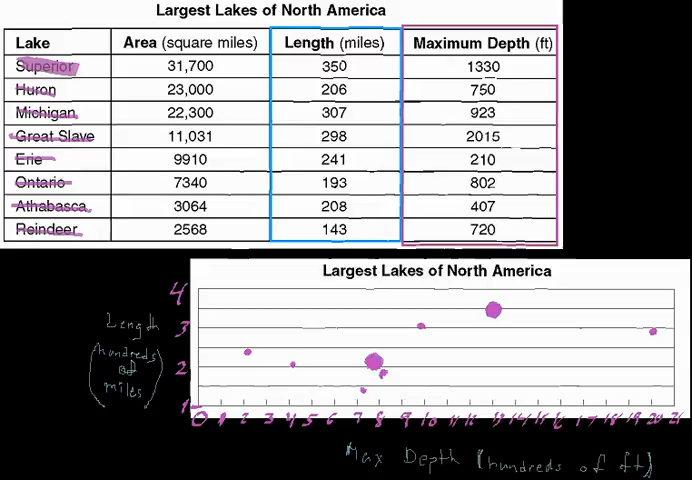 Largest Lakes of North America
Lake Area (square miles) Length (miles) Maximum Depth (ft)
Superior 31,700 350 1330
Huron 23,000 206 750
Michigan 22,300 307 923
Great Slave 11,031 298 2015
Erie 9910 241 210
Ontario 7340 193 802
Athabasca 3064 208 407
Reindeer 2568 143 720
Largest Lakes of North America
4
3
2
1
Length
(hundreds
of
miles)
0 1 2 3 4 5 6 7 8 9 10 11 12 13 14 15 16 17 18 19 20 21
Max Depth (hundreds of ft)